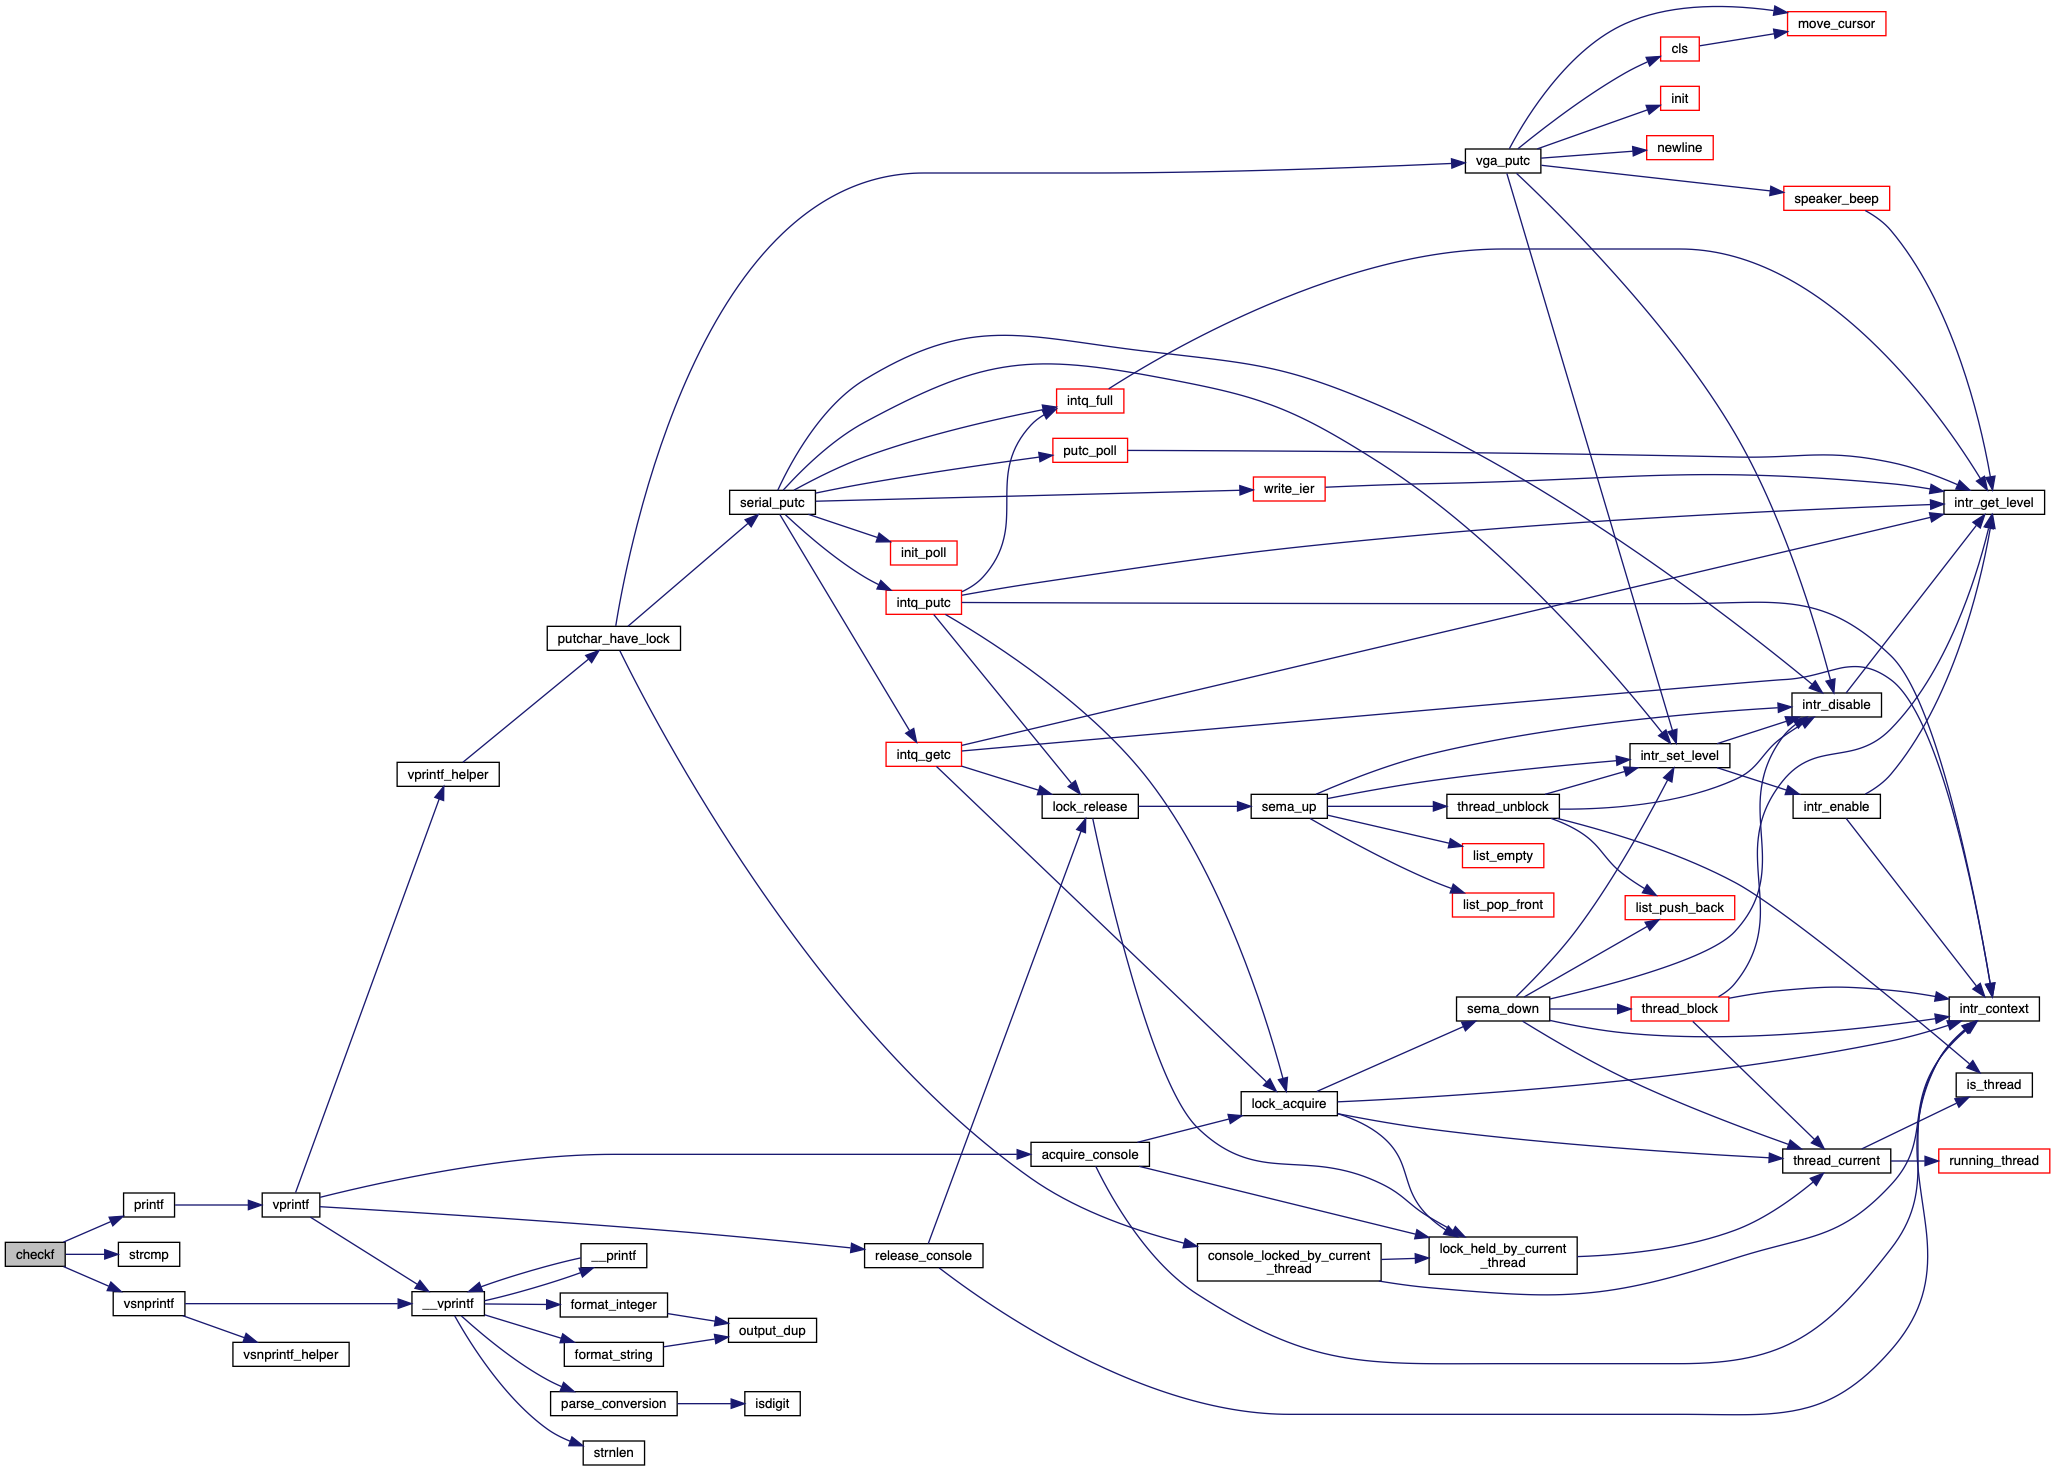 move_cursor
cls
init
newline
vga_putc
speaker_beep
intq_full
putc_poll
write_ier
serial_putc
intr_get_level
init_poll
intq_putc
putchar_have_lock
intr_disable
intq_getc
intr_set_level
vprintf_helper
lock_release
sema_up
thread_unblock
intr_enable
list_empty
list_pop_front
list_push_back
sema_down
thread_block
intr_context
is_thread
lock_acquire
acquire_console
thread_current
running_thread
printf
vprintf
checkf
strcmp
__printf
release_console
console_locked_by_current
_thread
lock_held_by_current
_thread
vsnprintf
__vprintf
format_integer
output_dup
vsnprintf_helper
format_string
parse_conversion
isdigit
strnlen